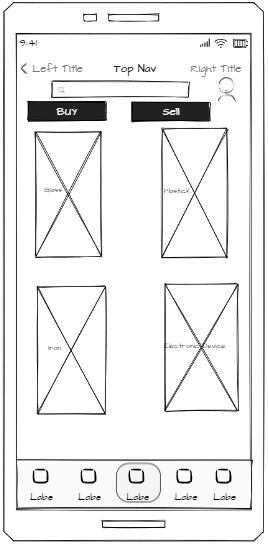 9:41
Left Title Top Nav Right Title
Buy Sell
Glass Plastick
Iron Electronic Device
Labe Labe Labe Labe Labe